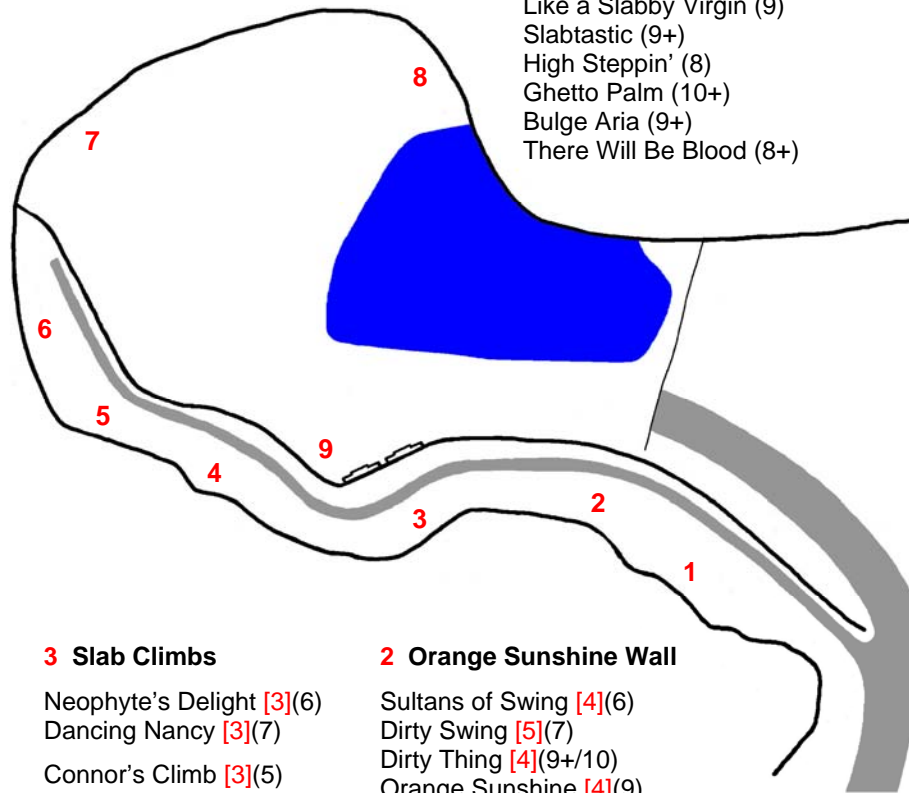 Like a Slabby Virgin (9)
Slabtastic (9+)
High Steppin' (8)
Ghetto Palm (10+)
Bulge Aria (9+)
There Will Be Blood (8+)
8
7
6
5
9
4
3
2
1
3 Slab Climbs
Neophyte's Delight [3](6)
Dancing Nancy [3](7)
Connor's Climb [3](5)
2 Orange Sunshine Wall
Sultans of Swing [4](6)
Dirty Swing [5](7)
Dirty Thing [4](9+/10)
Orange Sunshine [4](9)